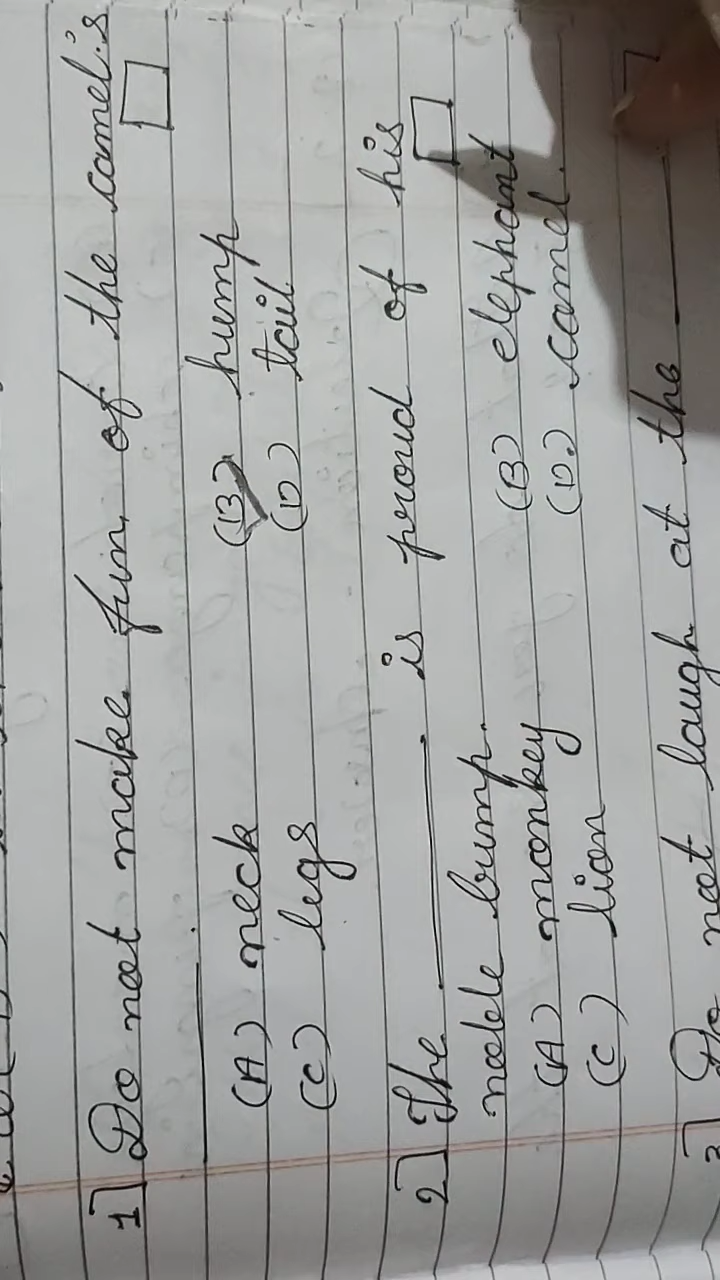 1] Do not make fun of the camel's
______.
(A) neck (B) hump
(C) legs (D) tail
2] The ______ is proud of his
noble bump.
(A) monkey (B) elephant
(C) lion (D) camel.
3] Do not laugh at the ______